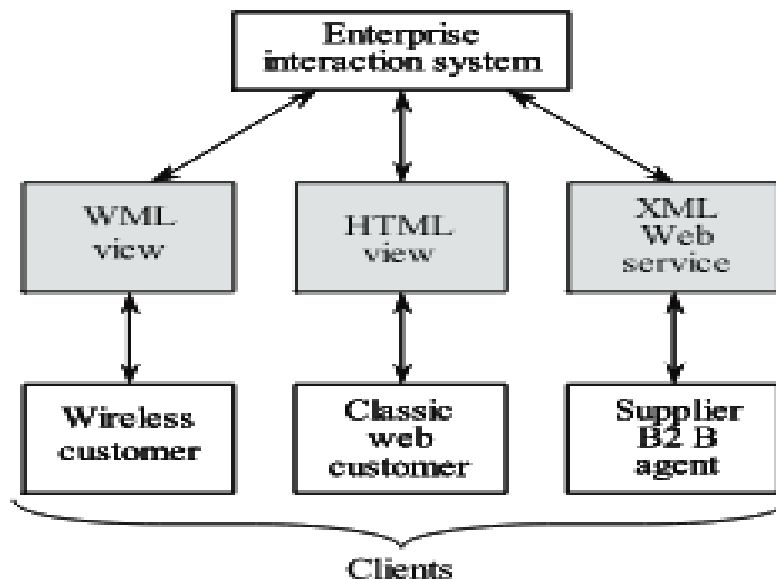 Enterprise
interaction system
WML
view
HTML
view
XML
Web
service
Wireless
customer
Classic
web
customer
Supplier
B2 B
agent
Clients